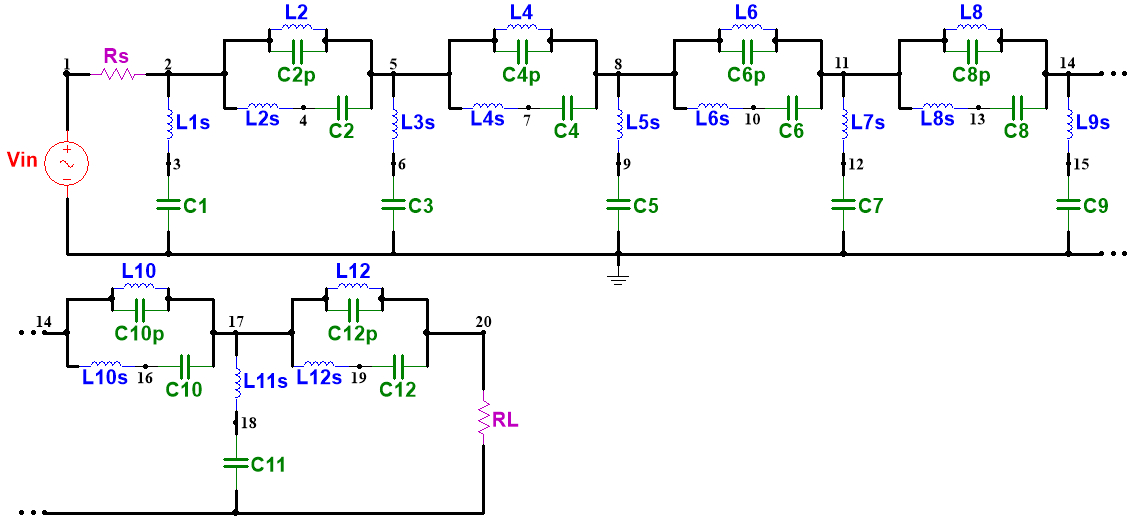 L2 L4 L6 L8
1 Rs 2 C2p 5 C4p 8 C6p 11 C8p 14
L2s 4 C2 L4s 7 C4 L6s 10 C6 L8s 13 C8
L1s L3s L5s L7s L9s
Vin + − 3 6 9 12 15
C1 C3 C5 C7 C9
L10 L12
14 C10p 17 C12p 20
L10s 16 C10 L11s L12s 19 C12
18 RL
C11